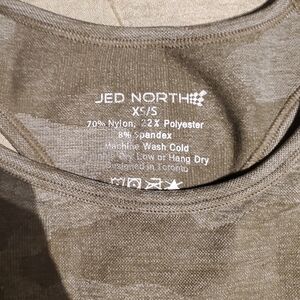 JED NORTH
XS/S
70% Nylon, 22% Polyester
8% Spandex
Machine Wash Cold
Dry Low or Hang Dry
Designed in Toronto